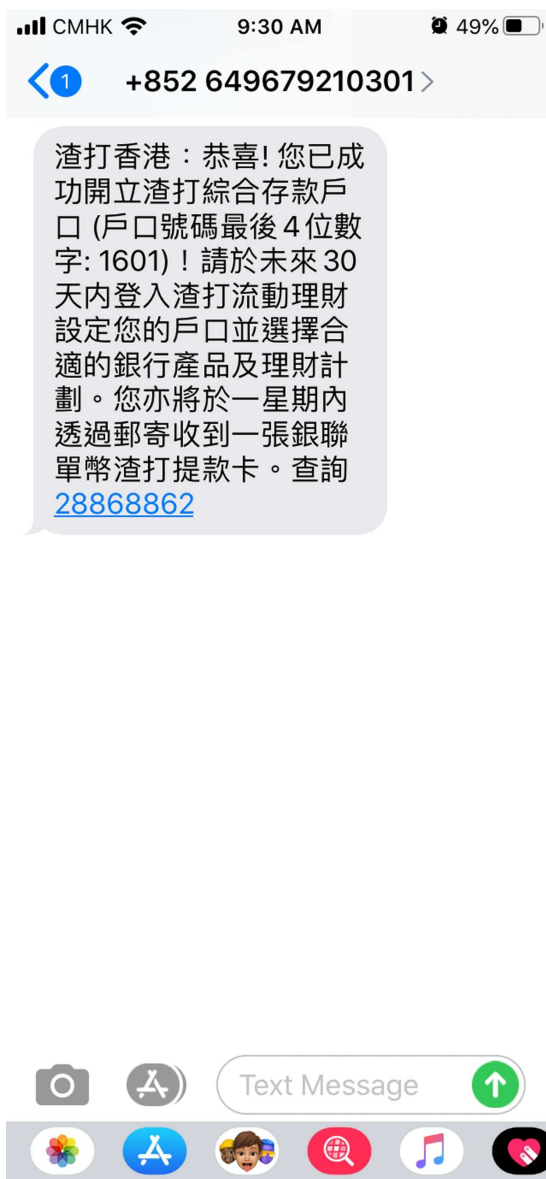 CMHK 9:30 AM 49%
1 +852 649679210301
渣打香港：恭喜! 您已成
功開立渣打綜合存款戶
口 (戶口號碼最後4位數
字: 1601)！請於未來30
天內登入渣打流動理財
設定您的戶口並選擇合
適的銀行產品及理財計
劃。您亦將於一星期內
透過郵寄收到一張銀聯
單幣渣打提款卡。查詢
28868862
Text Message